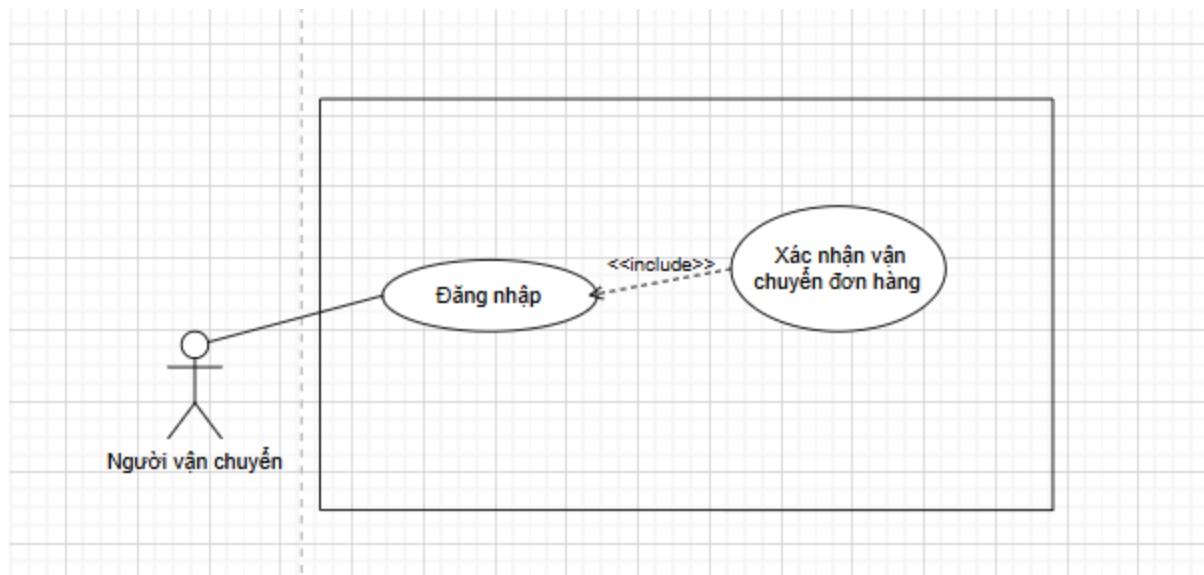 <<include>>
Xác nhận vận
chuyển đơn hàng
Đăng nhập
Người vận chuyển